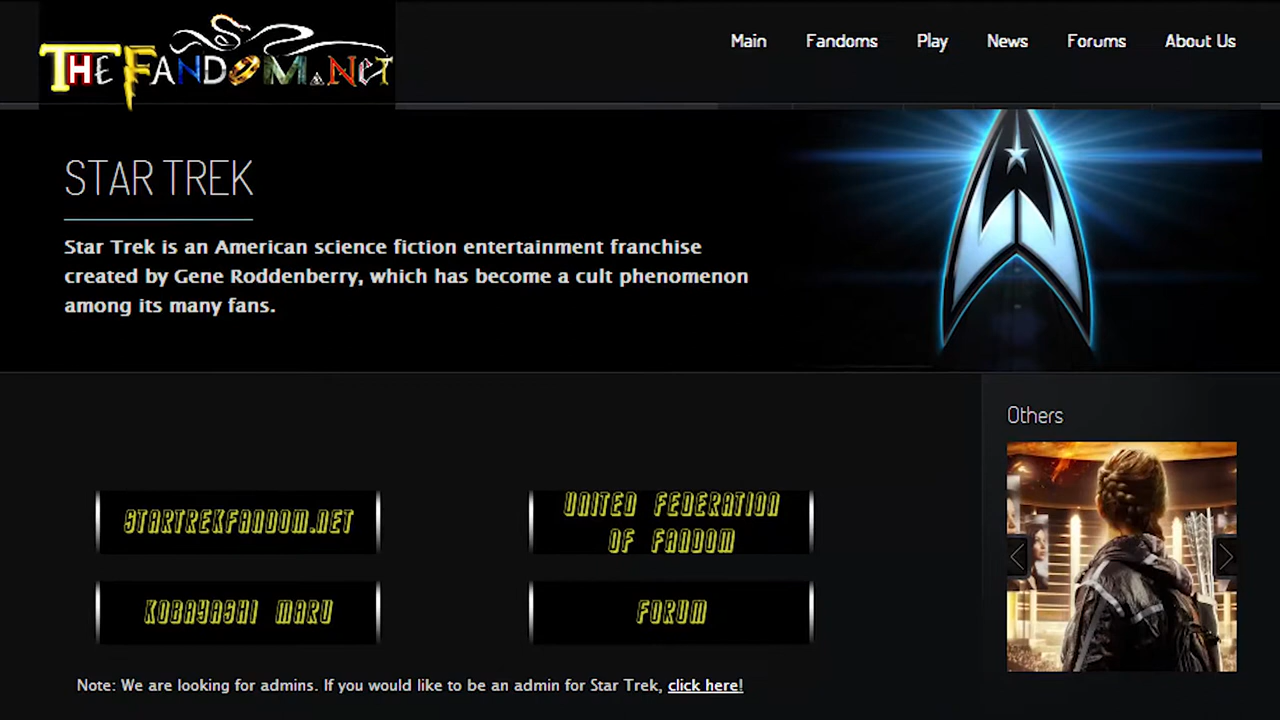 THE FANDOM.NET
Main Fandoms Play News Forums About Us
STAR TREK
Star Trek is an American science fiction entertainment franchise
created by Gene Roddenberry, which has become a cult phenomenon
among its many fans.
Others
STARTREKFANDOM.NET
UNITED FEDERATION
OF FANDOM
KOBAYASHI MARU
FORUM
Note: We are looking for admins. If you would like to be an admin for Star Trek, click here!